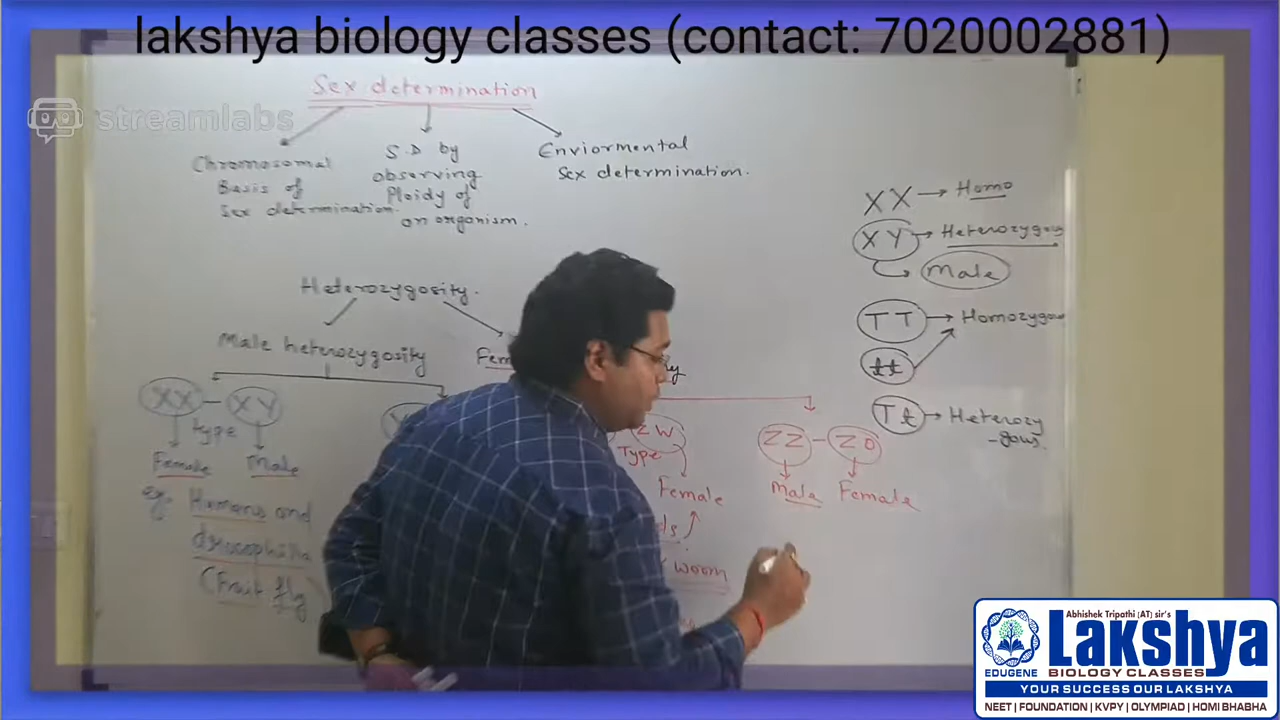 lakshya biology classes (contact: 7020002881)
streamlabs
Sex determination
Chromosomal
Basis of
Sex determination.
S.D by
observing
Ploidy of
an organism.
Enviormental
Sex determination.
XX → Homo
XY → Heterozygous
Male
TT → Homozygous
tt
Tt → Heterozy
-gous.
Heterozygosity.
Male heterozygosity
XX - XY
type
Female Male
eg. Humans and
drosophila
(Fruit fly
ZW
Type
Female
ZZ - ZO
Male Female
Abhishek Tripathi (AT) sir's
Lakshya
EDUGENE BIOLOGY CLASSES
YOUR SUCCESS OUR LAKSHYA
NEET | FOUNDATION | KVPY | OLYMPIAD | HOMI BHABHA